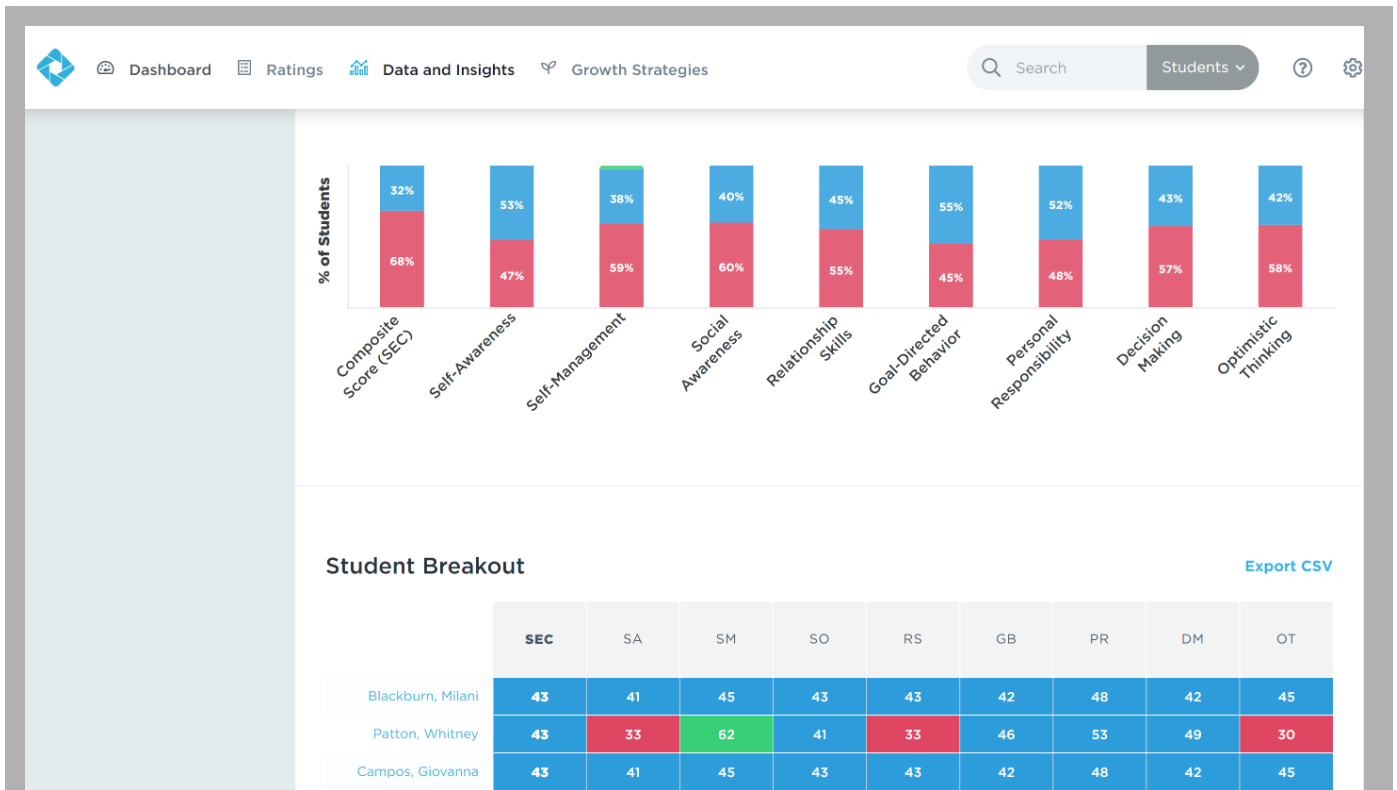 Dashboard Ratings Data and Insights Growth Strategies Search Students
% of Students
32% 53% 38% 40% 45% 55% 52% 43% 42%
68% 47% 59% 60% 55% 45% 48% 57% 58%
Composite
Score (SEC)
Self-Awareness
Self-Management
Social
Awareness
Relationship
Skills
Goal-Directed
Behavior
Personal
Responsibility
Decision
Making
Optimistic
Thinking
Student Breakout Export CSV
SEC SA SM SO RS GB PR DM OT
Blackburn, Milani 43 41 45 43 43 42 48 42 45
Patton, Whitney 43 33 62 41 33 46 53 49 30
Campos, Giovanna 43 41 45 43 43 42 48 42 45